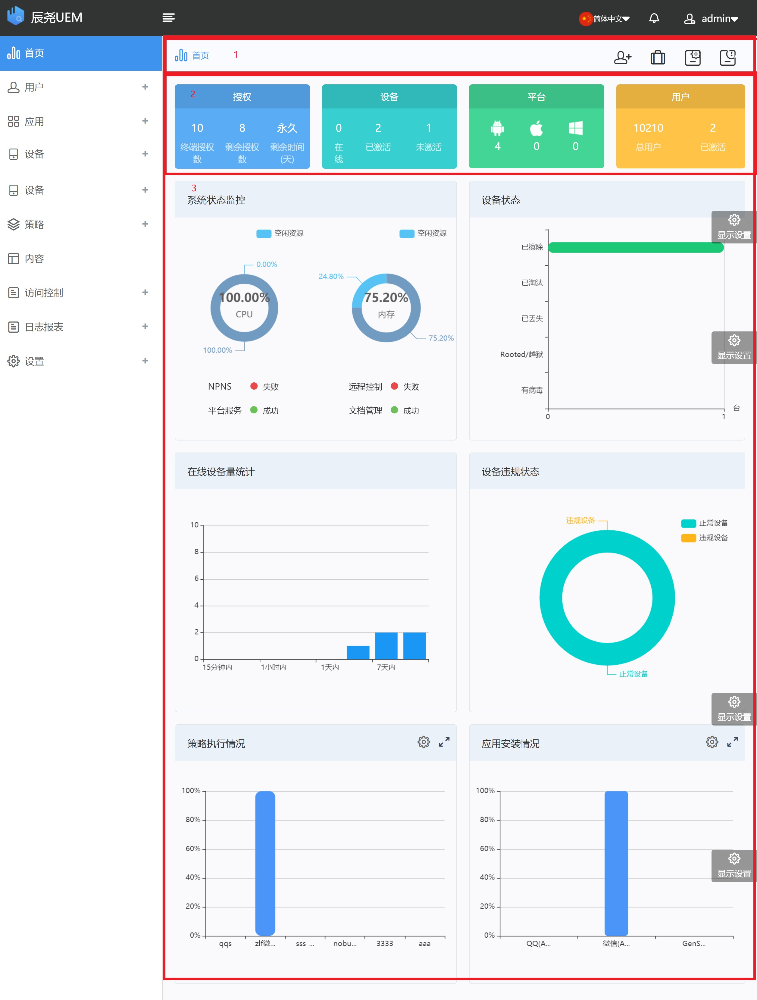 辰尧UEM
简体中文
admin
首页
用户
应用
设备
设备
策略
内容
访问控制
日志报表
设置
首页
1
2
授权
10
8
永久
终端授权
数
剩余授权
数
剩余时间
(天)
设备
0
2
1
在
线
已激活
未激活
平台
4
0
0
用户
10210
2
总用户
已激活
3
系统状态监控
空闲资源
空闲资源
0.00%
100.00%
CPU
100.00%
24.80%
75.20%
内存
75.20%
NPNS
失败
远程控制
失败
平台服务
成功
文档管理
成功
设备状态
已擦除
已淘汰
已丢失
Rooted/越狱
有病毒
0
1
台
显示设置
显示设置
在线设备量统计
10
8
6
4
2
0
15分钟内
1小时内
1天内
7天内
设备违规状态
违规设备
正常设备
违规设备
正常设备
显示设置
策略执行情况
100%
80%
60%
40%
20%
0%
qqs
zlf微...
sss-...
nobu...
3333
aaa
应用安装情况
100%
80%
60%
40%
20%
0%
QQ(A...
微信(A...
GenS...
显示设置